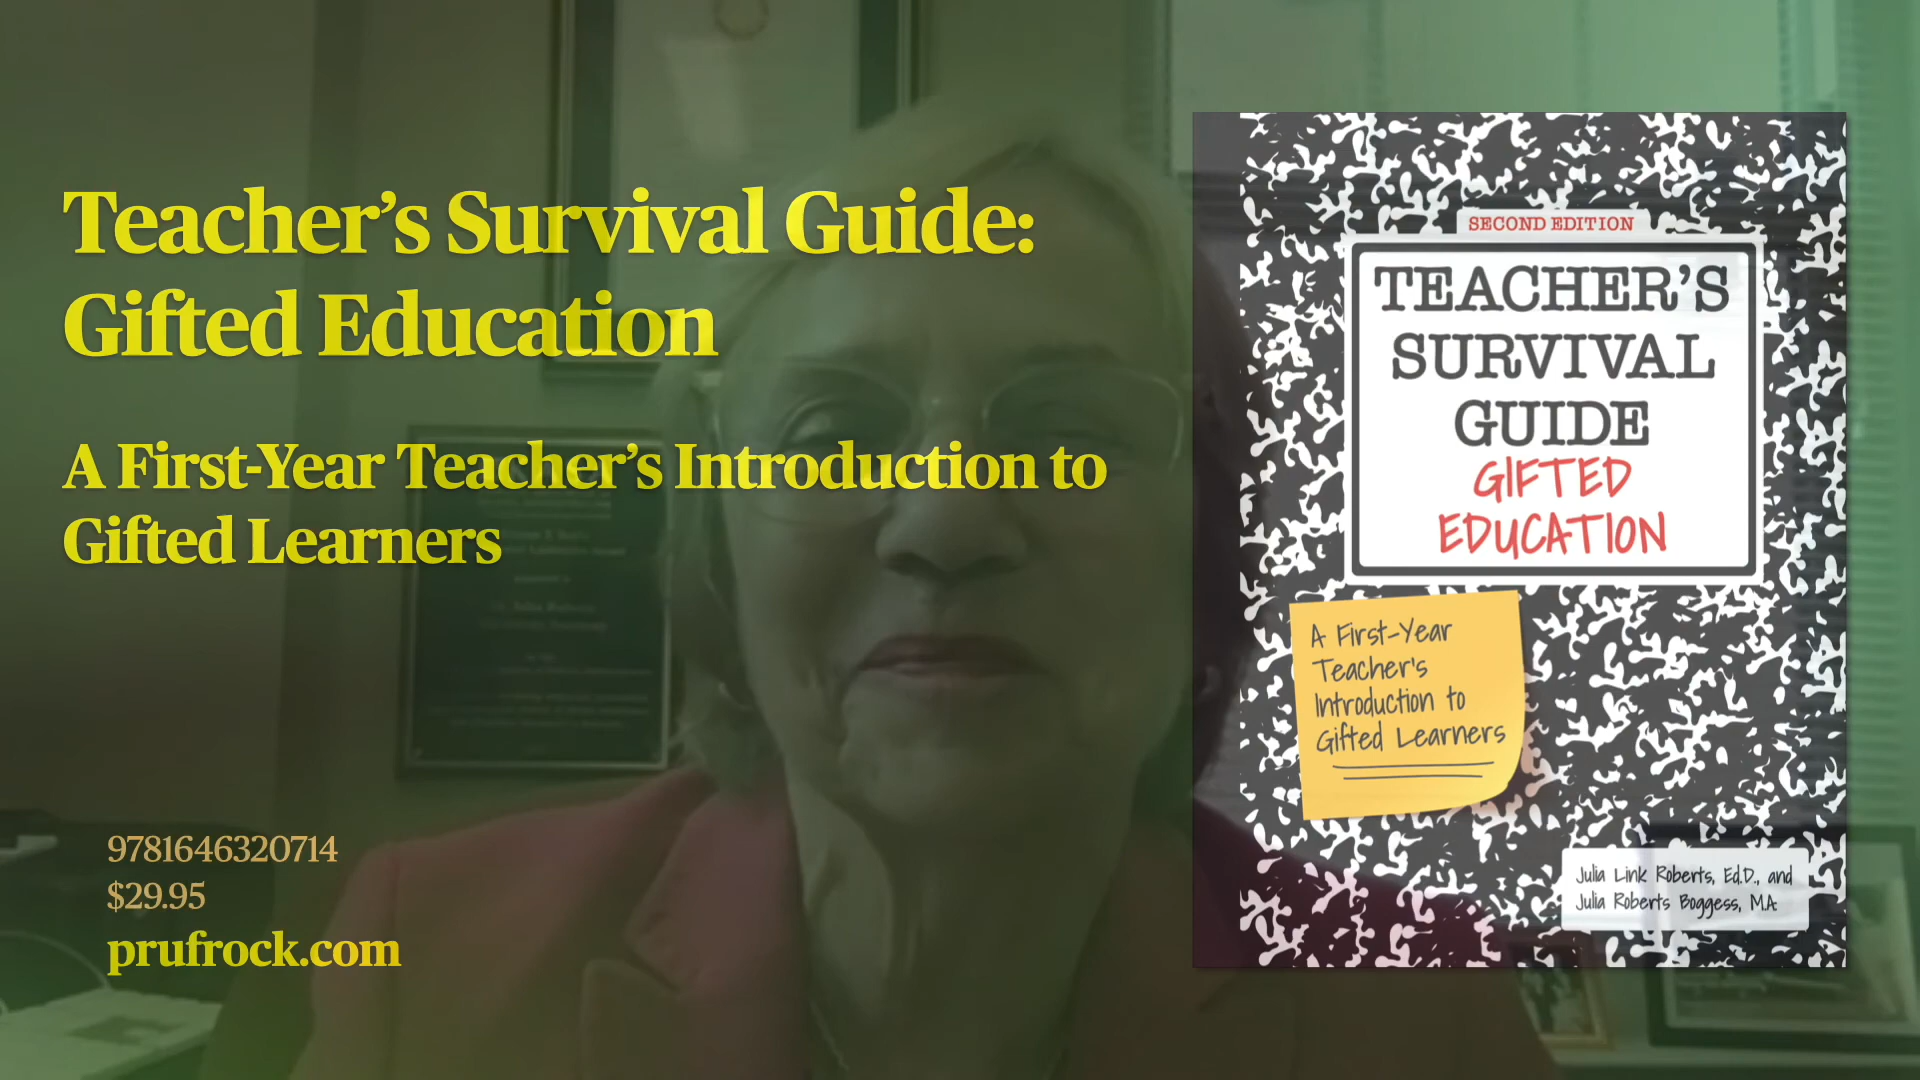 Teacher’s Survival Guide:
Gifted Education
A First-Year Teacher’s Introduction to
Gifted Learners
9781646320714
$29.95
prufrock.com
SECOND EDITION
TEACHER’S
SURVIVAL
GUIDE
GIFTED
EDUCATION
A First-Year
Teacher's
Introduction to
Gifted Learners
Julia Link Roberts, Ed.D., and
Julia Roberts Boggess, M.A.